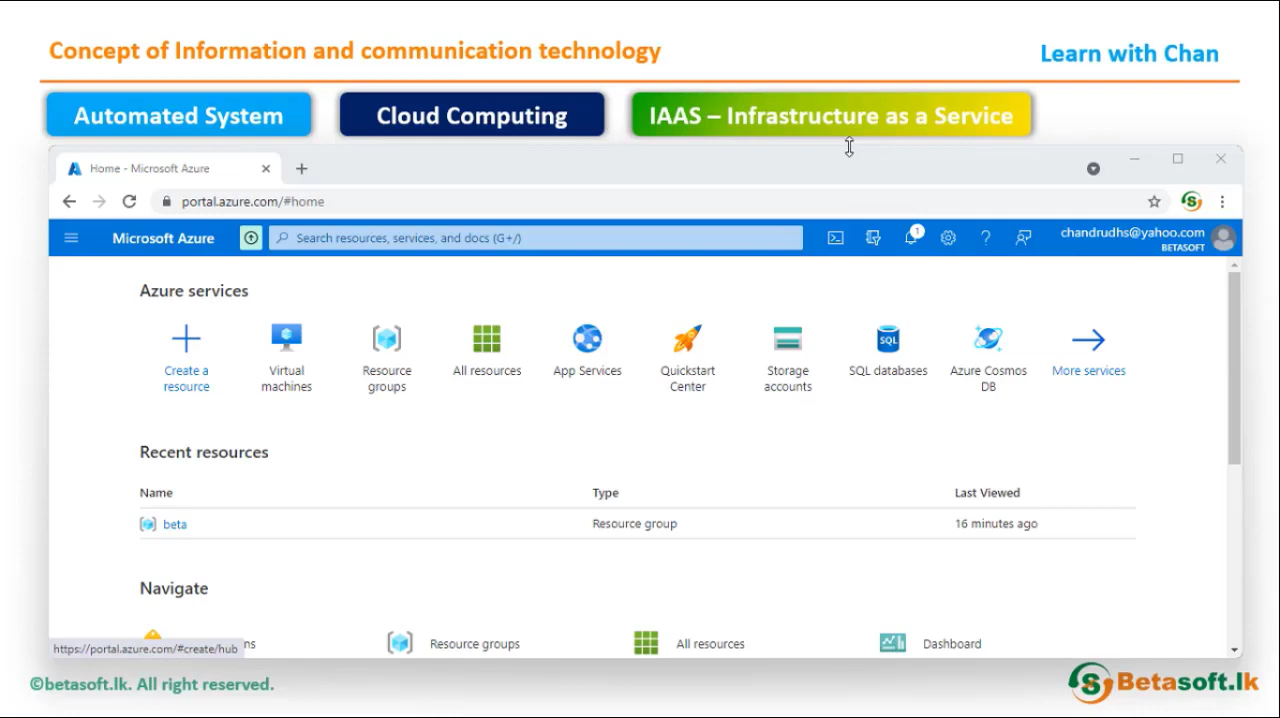 Concept of Information and communication technology
Learn with Chan
Automated System
Cloud Computing
IAAS – Infrastructure as a Service
Home - Microsoft Azure
portal.azure.com/#home
Microsoft Azure
Search resources, services, and docs (G+/)
1
chandrudhs@yahoo.com
BETASOFT
Azure services
Create a
resource
Virtual
machines
Resource
groups
All resources
App Services
Quickstart
Center
Storage
accounts
SQL
SQL databases
Azure Cosmos
DB
More services
Recent resources
Name
Type
Last Viewed
beta
Resource group
16 minutes ago
Navigate
ns
Resource groups
All resources
Dashboard
https://portal.azure.com/#create/hub
©betasoft.lk. All right reserved.
Betasoft.lk